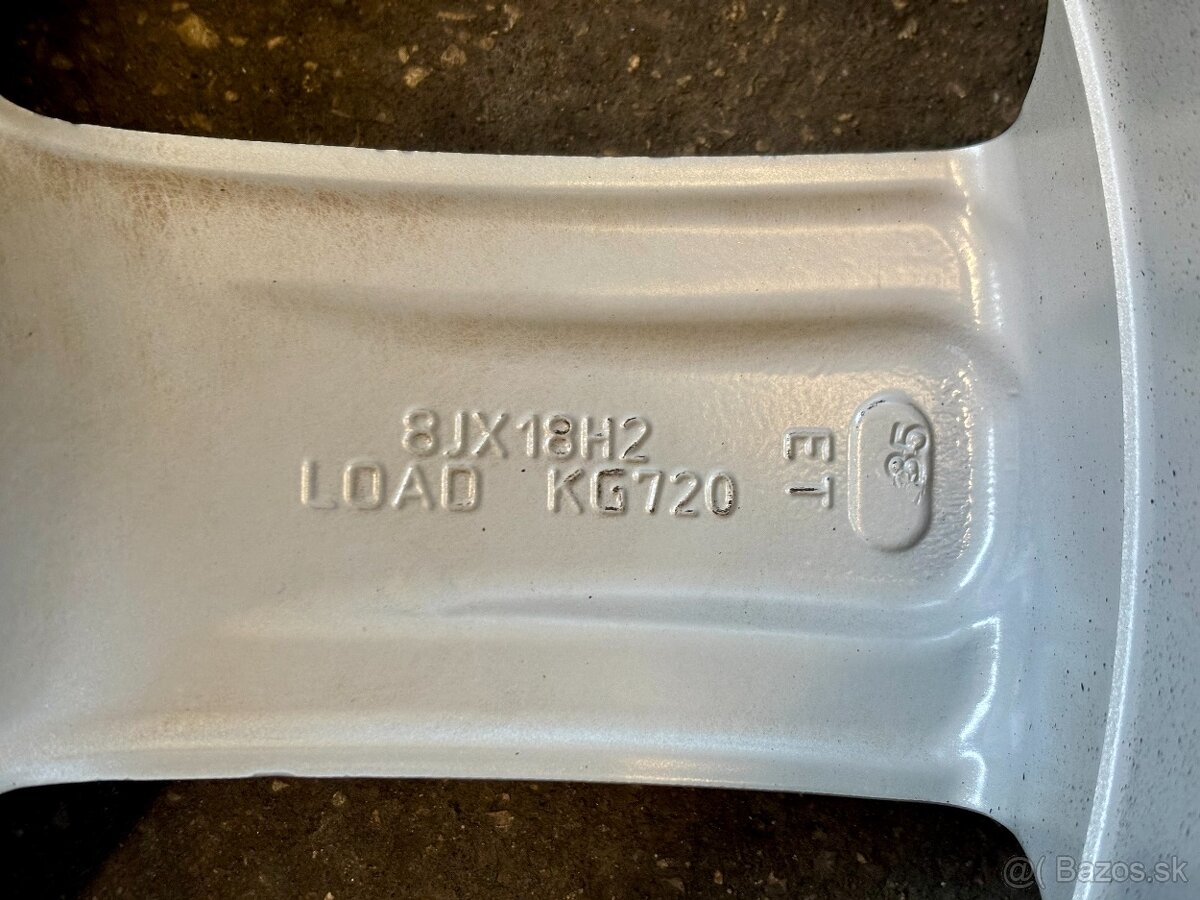 8JX18H2
LOAD KG720
ET 35
@( Bazos.sk